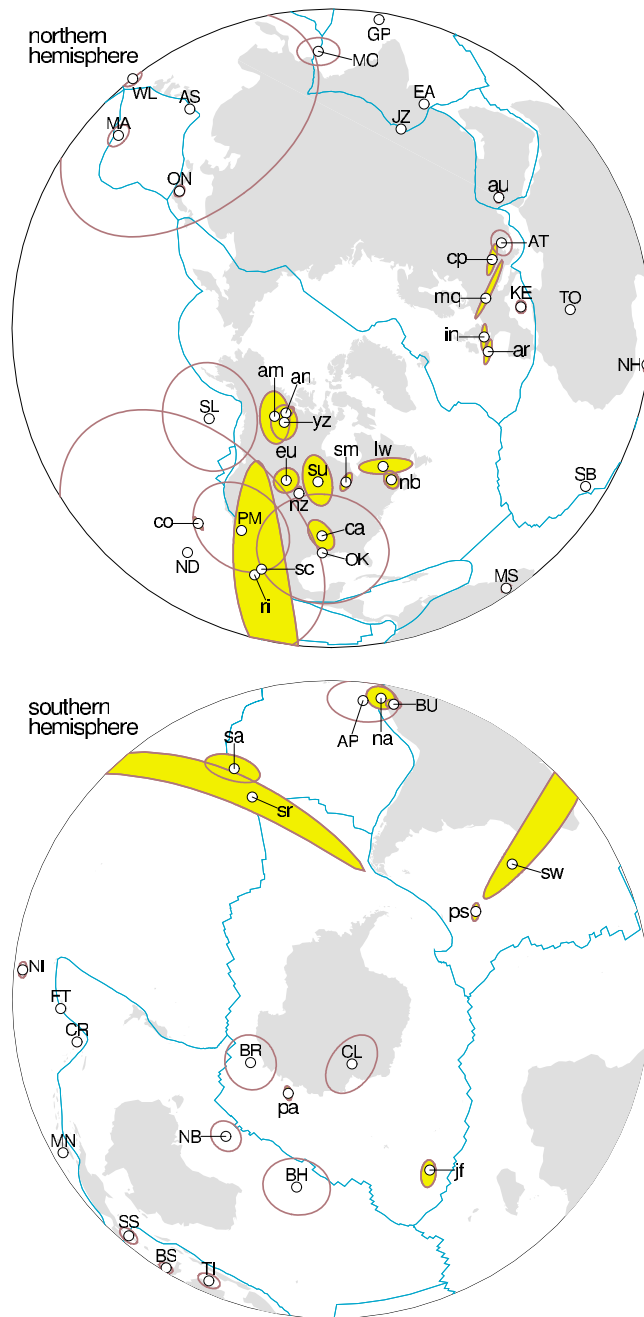 northern
hemisphere
GP
MO
WL
AS
EA
MA
JZ
ON
au
AT
cp
mq
KE
TO
in
ar
NH
am
an
SL
yz
eu
su
sm
lw
nb
nz
SB
co
PM
ca
ND
sc
OK
ri
MS
southern
hemisphere
sa
AP
na
BU
sr
sw
ps
NI
FT
CR
BR
CL
pa
MN
NB
BH
jf
SS
BS
TI